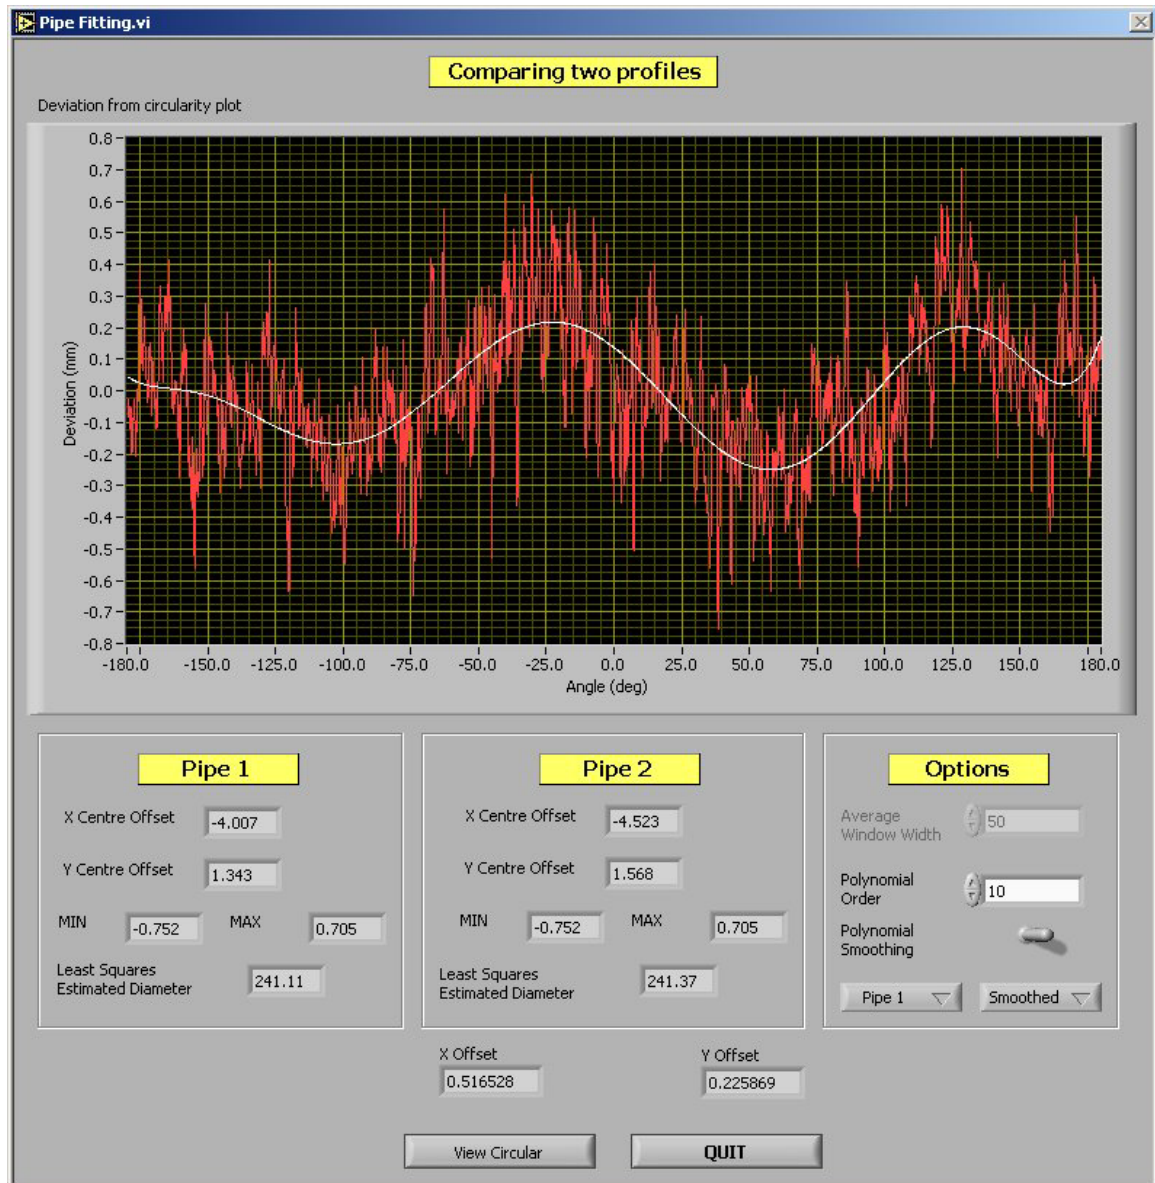 Pipe Fitting.vi
Comparing two profiles
Deviation from circularity plot
0.8
0.7
0.6
0.5
0.4
0.3
0.2
0.1
0.0
-0.1
-0.2
-0.3
-0.4
-0.5
-0.6
-0.7
-0.8
Deviation (mm)
-180.0 -150.0 -125.0 -100.0 -75.0 -50.0 -25.0 0.0 25.0 50.0 75.0 100.0 125.0 150.0 180.0
Angle (deg)
Pipe 1
X Centre Offset -4.007
Y Centre Offset 1.343
MIN -0.752 MAX 0.705
Least Squares
Estimated Diameter 241.11
Pipe 2
X Centre Offset -4.523
Y Centre Offset 1.568
MIN -0.752 MAX 0.705
Least Squares
Estimated Diameter 241.37
Options
Average
Window Width 50
Polynomial
Order 10
Polynomial
Smoothing
Pipe 1 Smoothed
X Offset Y Offset
0.516528 0.225869
View Circular QUIT